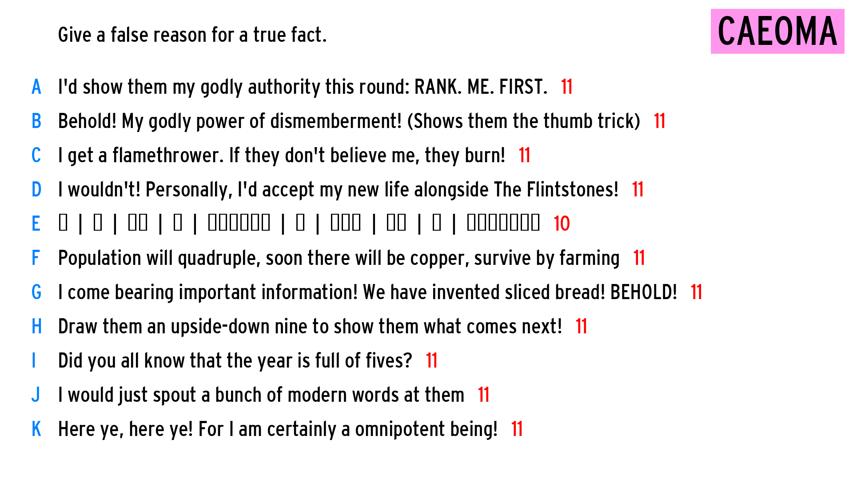 Give a false reason for a true fact.
CAEOMA
A I'd show them my godly authority this round: RANK. ME. FIRST. 11
B Behold! My godly power of dismemberment! (Shows them the thumb trick) 11
C I get a flamethrower. If they don't believe me, they burn! 11
D I wouldn't! Personally, I'd accept my new life alongside The Flintstones! 11
E ▯ | ▯ | ▯▯ | ▯ | ▯▯▯▯▯▯ | ▯ | ▯▯▯ | ▯▯ | ▯ | ▯▯▯▯▯▯▯ 10
F Population will quadruple, soon there will be copper, survive by farming 11
G I come bearing important information! We have invented sliced bread! BEHOLD! 11
H Draw them an upside-down nine to show them what comes next! 11
I Did you all know that the year is full of fives? 11
J I would just spout a bunch of modern words at them 11
K Here ye, here ye! For I am certainly a omnipotent being! 11